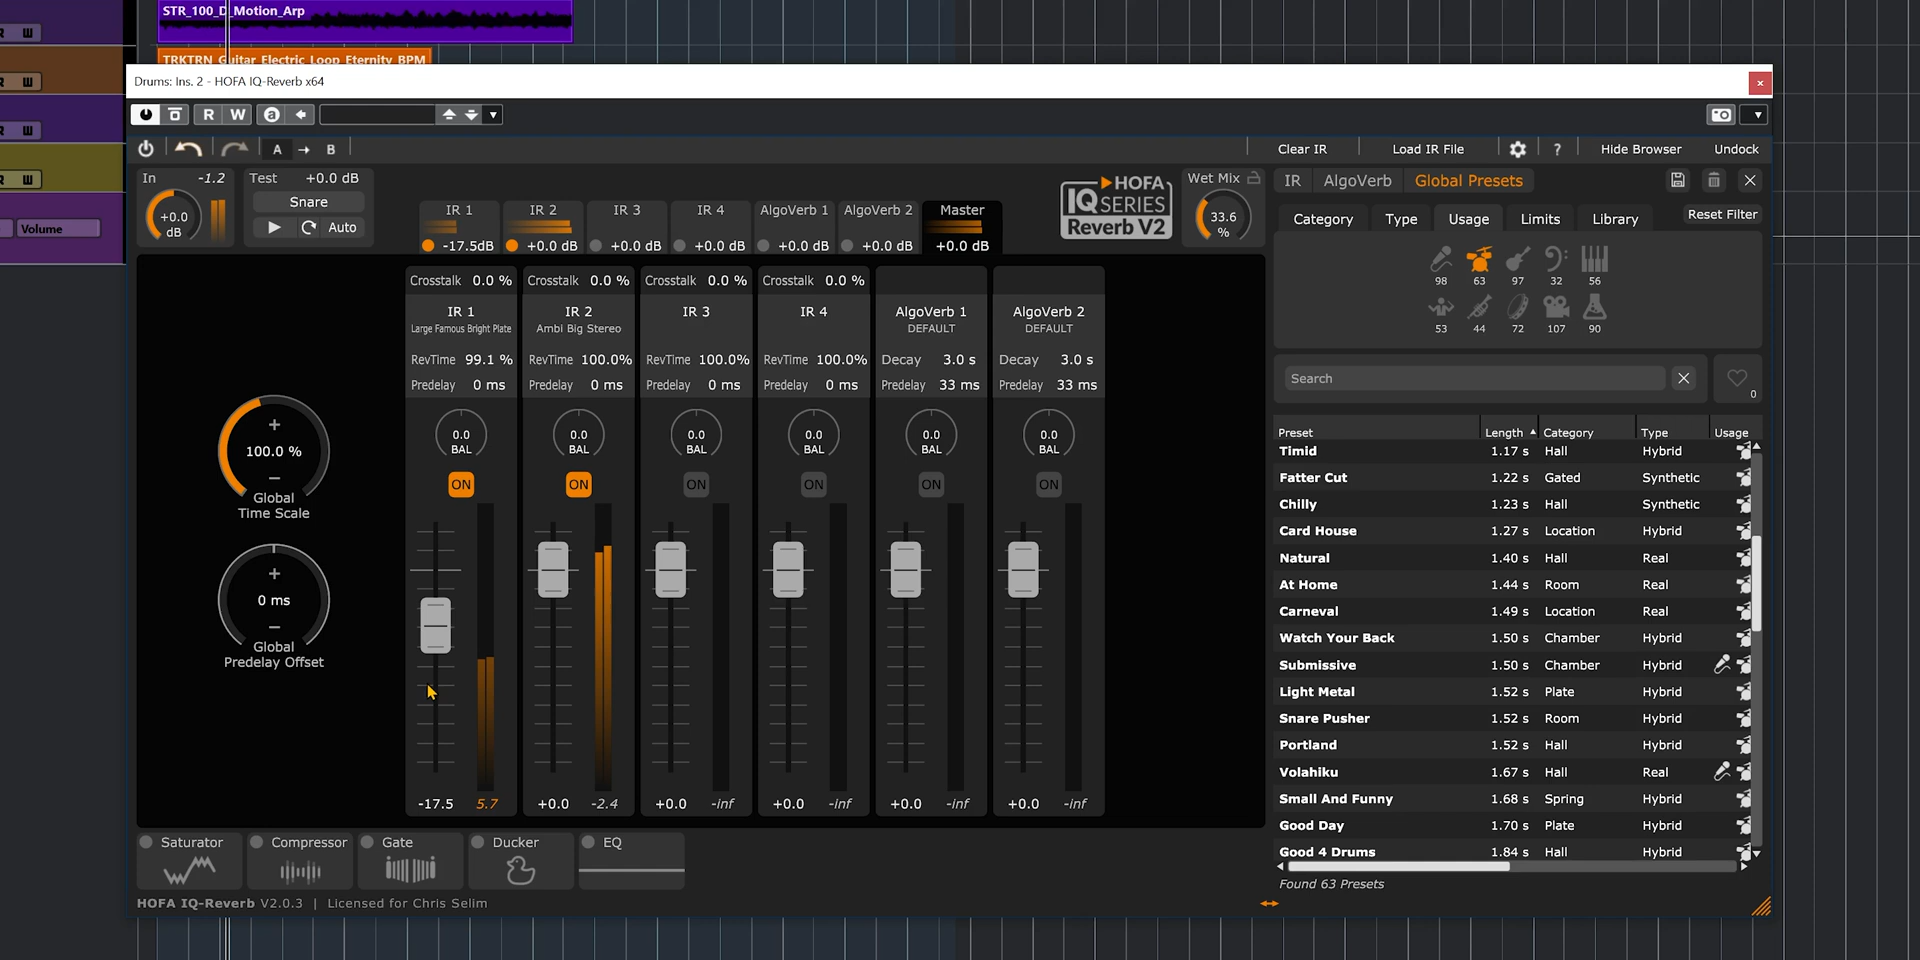 STR_100_D_Motion_Arp
TRKTRN_Guitar_Electric_Loop_Eternity_BPM
R W
R W
R W
R W
Volume
Drums: Ins. 2 - HOFA IQ-Reverb x64
R W a
A → B
Clear IR Load IR File ? Hide Browser Undock
In -1.2
+0.0
dB
Test +0.0 dB
Snare
Auto
IR 1 IR 2 IR 3 IR 4 AlgoVerb 1 AlgoVerb 2 Master
-17.5dB +0.0 dB +0.0 dB +0.0 dB +0.0 dB +0.0 dB +0.0 dB
HOFA
IQ SERIES
Reverb V2
Wet Mix
33.6
%
IR AlgoVerb Global Presets
Category Type Usage Limits Library Reset Filter
98 63 97 32 56
53 44 72 107 90
Search
0
Crosstalk 0.0 % Crosstalk 0.0 % Crosstalk 0.0 % Crosstalk 0.0 %
IR 1 IR 2 IR 3 IR 4 AlgoVerb 1 AlgoVerb 2
Large Famous Bright Plate Ambi Big Stereo DEFAULT DEFAULT
RevTime 99.1 % RevTime 100.0% RevTime 100.0% RevTime 100.0% Decay 3.0 s Decay 3.0 s
Predelay 0 ms Predelay 0 ms Predelay 0 ms Predelay 0 ms Predelay 33 ms Predelay 33 ms
0.0 0.0 0.0 0.0 0.0 0.0
BAL BAL BAL BAL BAL BAL
ON ON ON ON ON ON
+
100.0 %
−
Global
Time Scale
+
0 ms
−
Global
Predelay Offset
-17.5 5.7 +0.0 -2.4 +0.0 -inf +0.0 -inf +0.0 -inf +0.0 -inf
Preset Length Category Type Usage
Timid 1.17 s Hall Hybrid
Fatter Cut 1.22 s Gated Synthetic
Chilly 1.23 s Hall Synthetic
Card House 1.27 s Location Hybrid
Natural 1.40 s Hall Real
At Home 1.44 s Room Real
Carneval 1.49 s Location Real
Watch Your Back 1.50 s Chamber Hybrid
Submissive 1.50 s Chamber Hybrid
Light Metal 1.52 s Plate Hybrid
Snare Pusher 1.52 s Room Hybrid
Portland 1.52 s Hall Hybrid
Volahiku 1.67 s Hall Real
Small And Funny 1.68 s Spring Hybrid
Good Day 1.70 s Plate Hybrid
Good 4 Drums 1.84 s Hall Hybrid
Found 63 Presets
Saturator Compressor Gate Ducker EQ
HOFA IQ-Reverb V2.0.3 | Licensed for Chris Selim